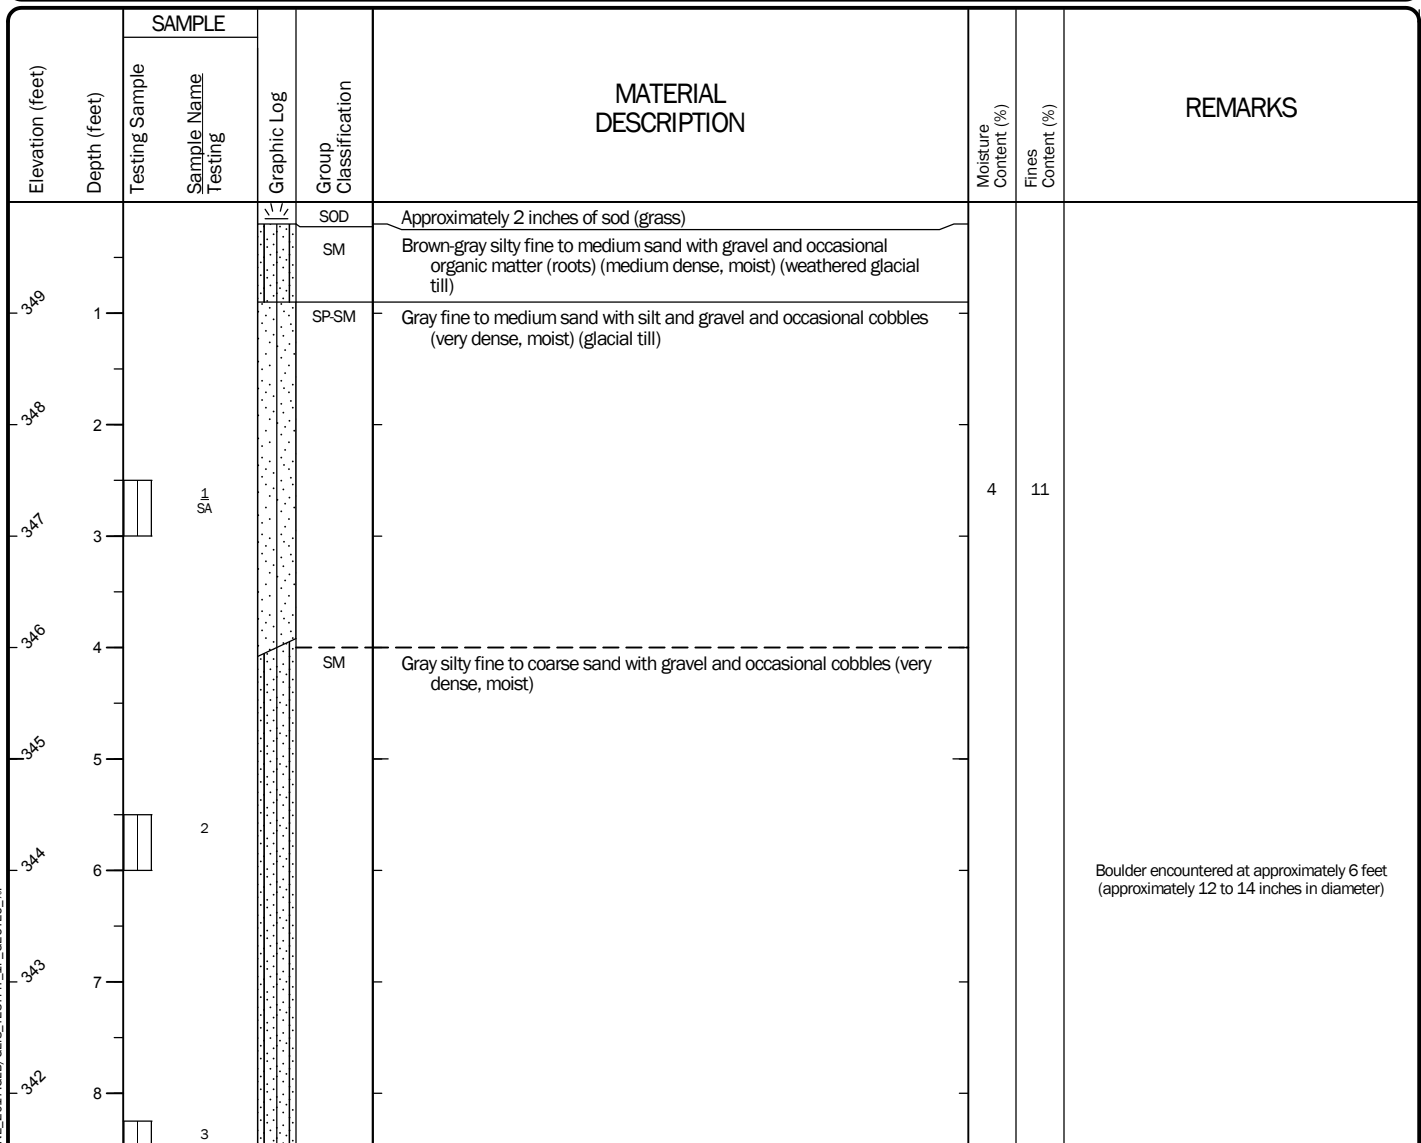 SAMPLE
Elevation (feet)
Depth (feet)
Testing Sample
Sample Name
Testing
Graphic Log
Group
Classification
MATERIAL
DESCRIPTION
Moisture
Content (%)
Fines
Content (%)
REMARKS
SOD
Approximately 2 inches of sod (grass)
SM
Brown-gray silty fine to medium sand with gravel and occasional
organic matter (roots) (medium dense, moist) (weathered glacial
till)
349
1
SP-SM
Gray fine to medium sand with silt and gravel and occasional cobbles
(very dense, moist) (glacial till)
348
2
1
SA
4
11
347
3
346
4
SM
Gray silty fine to coarse sand with gravel and occasional cobbles (very
dense, moist)
345
5
2
344
6
Boulder encountered at approximately 6 feet
(approximately 12 to 14 inches in diameter)
343
7
342
8
3